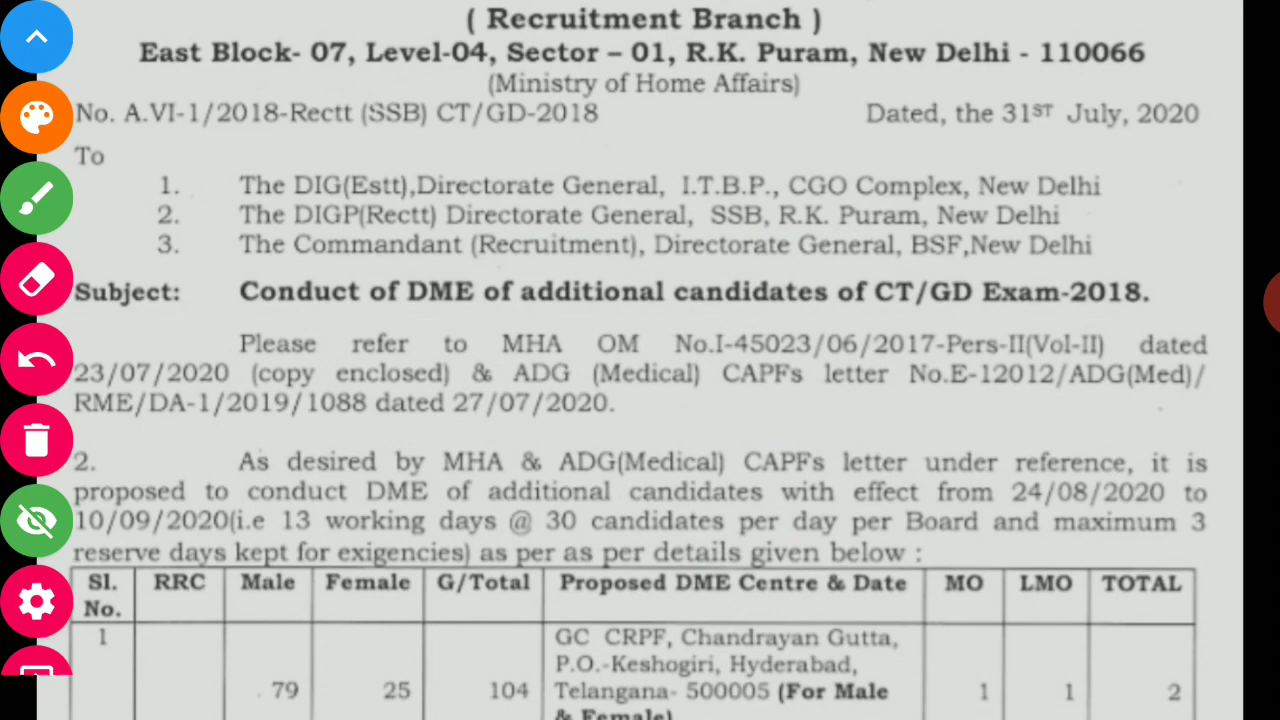 ( Recruitment Branch )
East Block- 07, Level-04, Sector – 01, R.K. Puram, New Delhi - 110066
(Ministry of Home Affairs)
No. A.VI-1/2018-Rectt (SSB) CT/GD-2018 Dated, the 31ST July, 2020
To
1. The DIG(Estt),Directorate General, I.T.B.P., CGO Complex, New Delhi
2. The DIGP(Rectt) Directorate General, SSB, R.K. Puram, New Delhi
3. The Commandant (Recruitment), Directorate General, BSF,New Delhi
Subject: Conduct of DME of additional candidates of CT/GD Exam-2018.
Please refer to MHA OM No.I-45023/06/2017-Pers-II(Vol-II) dated
23/07/2020 (copy enclosed) & ADG (Medical) CAPFs letter No.E-12012/ADG(Med)/
RME/DA-1/2019/1088 dated 27/07/2020.
2. As desired by MHA & ADG(Medical) CAPFs letter under reference, it is
proposed to conduct DME of additional candidates with effect from 24/08/2020 to
10/09/2020(i.e 13 working days @ 30 candidates per day per Board and maximum 3
reserve days kept for exigencies) as per as per details given below :
Sl. No. RRC Male Female G/Total Proposed DME Centre & Date MO LMO TOTAL
1 79 25 104 GC CRPF, Chandrayan Gutta,
P.O.-Keshogiri, Hyderabad,
Telangana- 500005 (For Male 1 1 2
& Female)